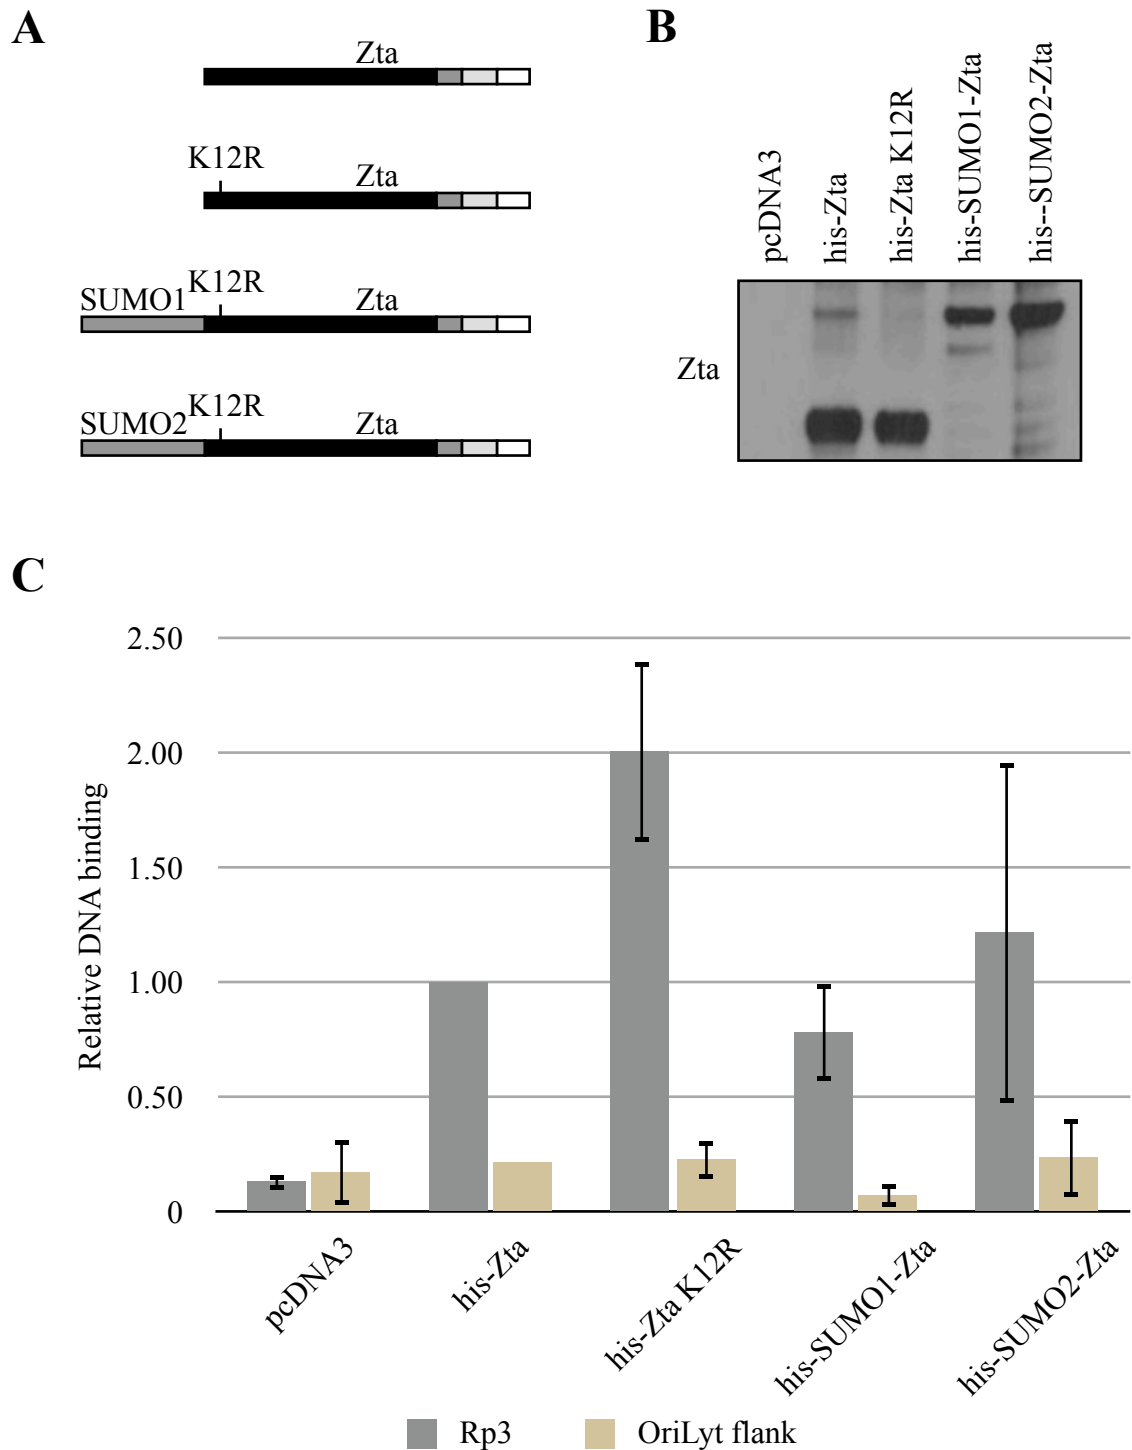 A
Zta
K12R
Zta
SUMO1
K12R
Zta
SUMO2
K12R
Zta
B
pcDNA3
his-Zta
his-Zta K12R
his-SUMO1-Zta
his--SUMO2-Zta
Zta
C
Relative DNA binding
2.50
2.00
1.50
1.00
0.50
0
pcDNA3
his-Zta
his-Zta K12R
his-SUMO1-Zta
his-SUMO2-Zta
Rp3
OriLyt flank